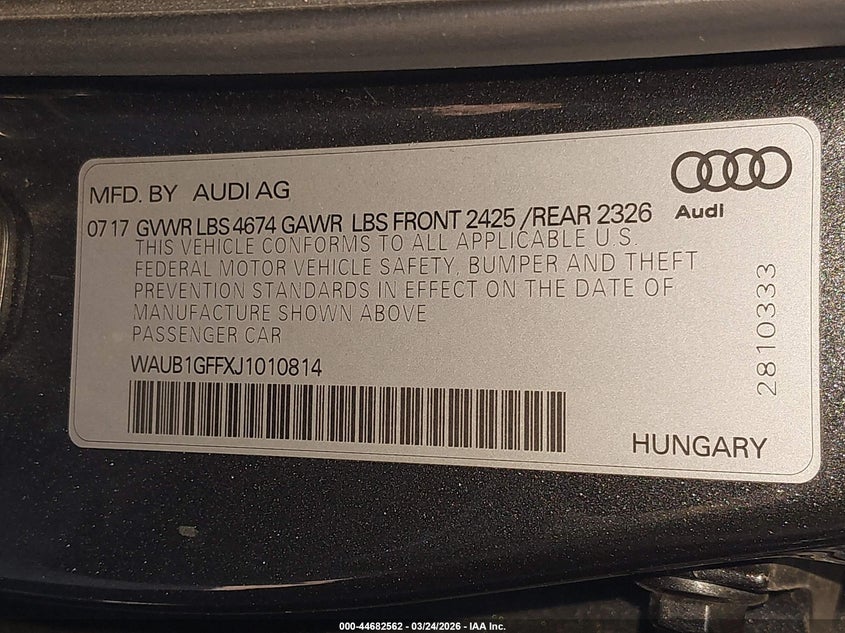 MFD. BY AUDI AG
Audi
07 17 GVWR LBS 4674 GAWR LBS FRONT 2425 /REAR 2326
THIS VEHICLE CONFORMS TO ALL APPLICABLE U.S.
FEDERAL MOTOR VEHICLE SAFETY, BUMPER AND THEFT
PREVENTION STANDARDS IN EFFECT ON THE DATE OF
MANUFACTURE SHOWN ABOVE
PASSENGER CAR
WAUB1GFFXJ1010814
2810333
HUNGARY
000-44682562 - 03/24/2026 - IAA Inc.